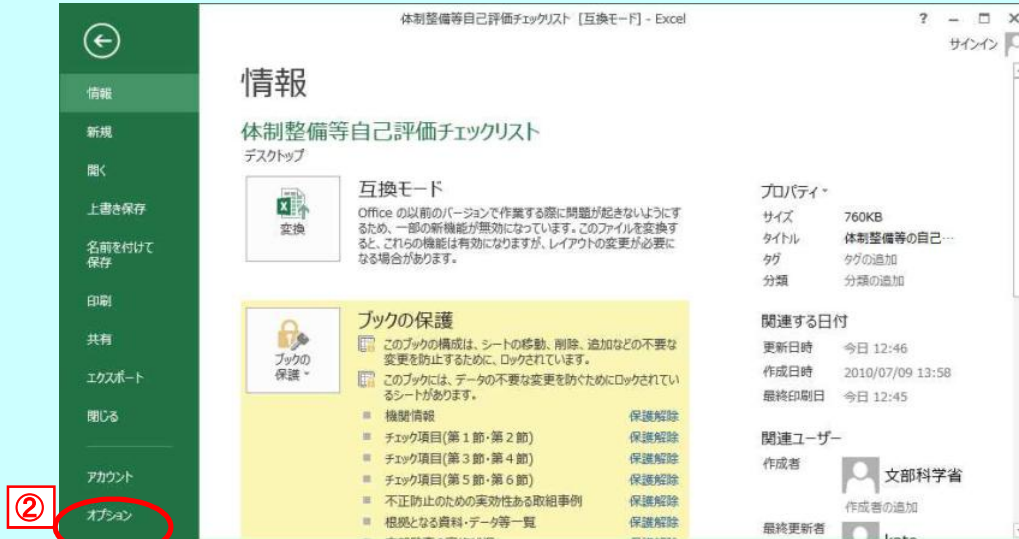 体制整備等自己評価チェックリスト [互換モード] - Excel
? － □ ×
サインイン
情報
新規
開く
上書き保存
名前を付けて
保存
印刷
共有
エクスポート
閉じる
アカウント
②
オプション
情報
体制整備等自己評価チェックリスト
デスクトップ
変換
互換モード
Office の以前のバージョンで作業する際に問題が起きないようにす
るため、一部の新機能が無効になっています。このファイルを変換す
ると、これらの機能は有効になりますが、レイアウトの変更が必要に
なる場合があります。
ブックの
保護
ブックの保護
このブックの構成は、シートの移動、削除、追加などの不要な
変更を防止するために、ロックされています。
このブックには、データの不要な変更を防ぐためにロックされてい
るシートがあります。
機関情報 保護解除
チェック項目(第1節・第2節) 保護解除
チェック項目(第3節・第4節) 保護解除
チェック項目(第5節・第6節) 保護解除
不正防止のための実効性ある取組事例 保護解除
根拠となる資料・データ等一覧 保護解除
プロパティ
サイズ 760KB
タイトル 体制整備等の自己…
タグ タグの追加
分類 分類の追加
関連する日付
更新日時 今日 12:46
作成日時 2010/07/09 13:58
最終印刷日 今日 12:45
関連ユーザー
作成者 文部科学省
作成者の追加
最終更新者